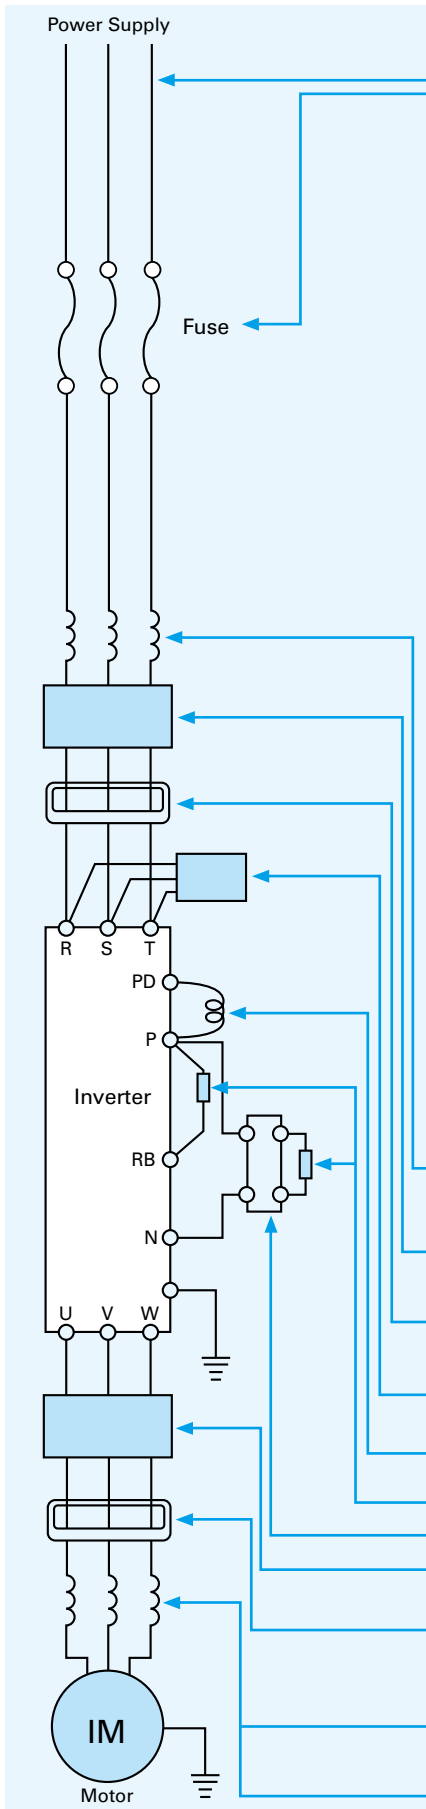 Power Supply
Fuse
R S T
PD
P
Inverter
RB
N
U V W
IM
Motor